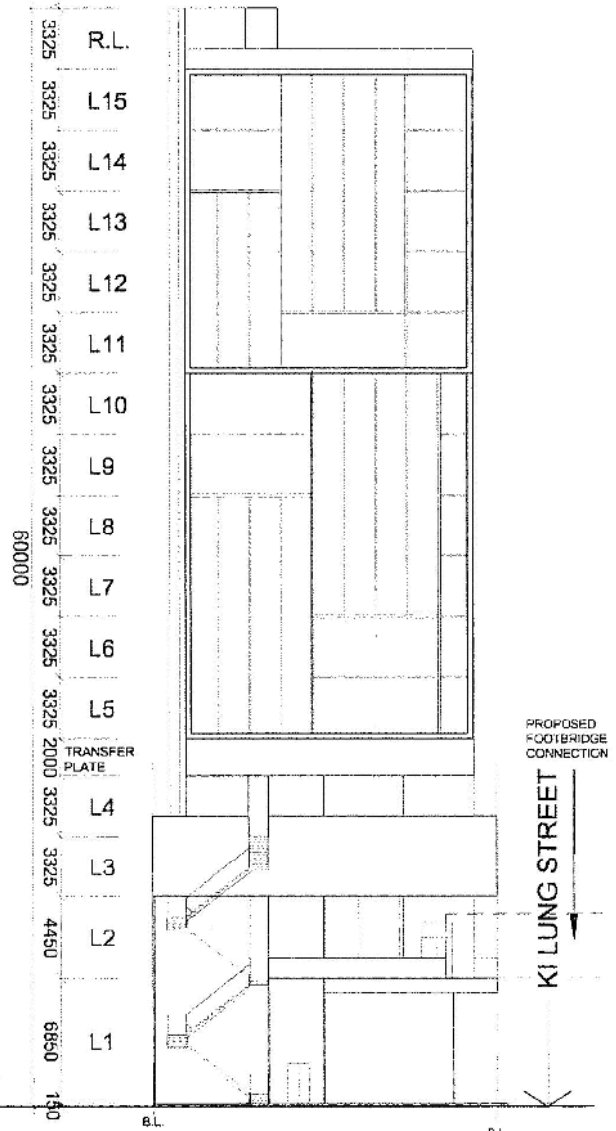 3325 R.L.
3325 L15
3325 L14
3325 L13
3325 L12
3325 L11
3325 L10
3325 L9
3325 L8
3325 L7
3325 L6
3325 L5
60000
2000 TRANSFER
PLATE
3325 L4
3325 L3
4450 L2
6850 L1
150
PROPOSED
FOOTBRIDGE
CONNECTION
KI LUNG STREET
B.L.